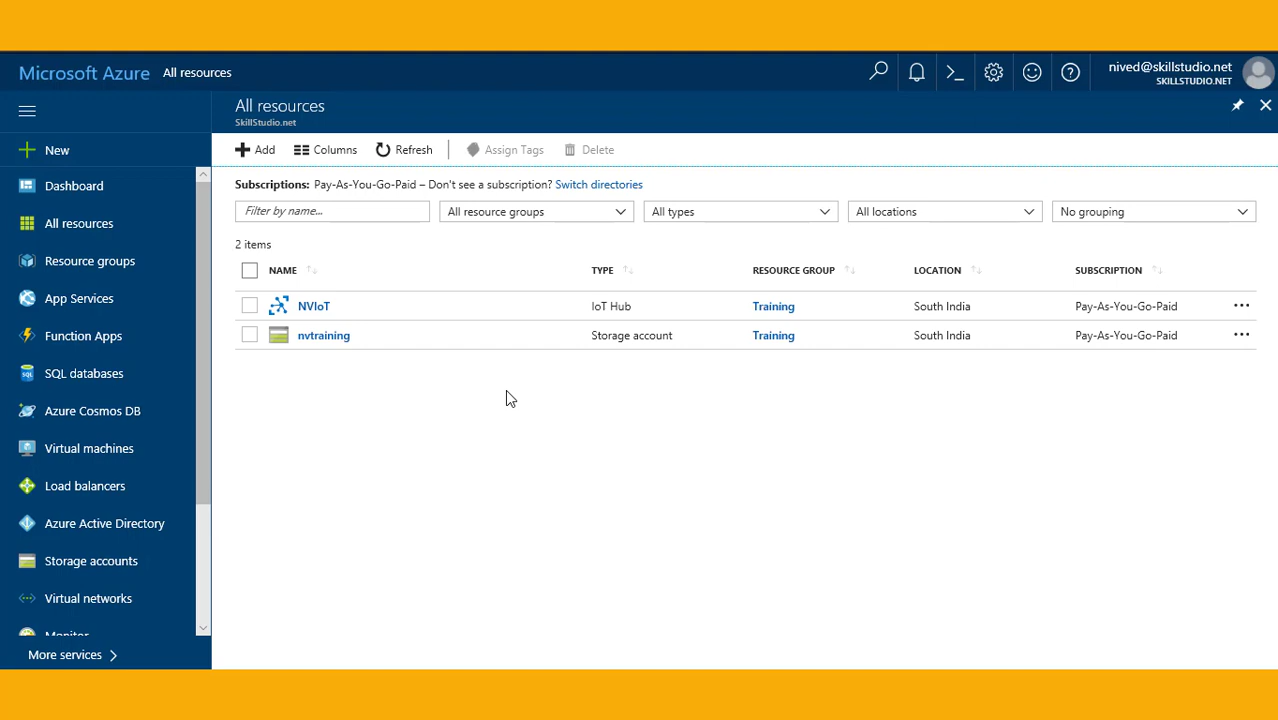 Microsoft Azure All resources
nived@skillstudio.net
SKILLSTUDIO.NET
All resources
SkillStudio.net
New
Dashboard
All resources
Resource groups
App Services
Function Apps
SQL databases
Azure Cosmos DB
Virtual machines
Load balancers
Azure Active Directory
Storage accounts
Virtual networks
Monitor
More services
Add Columns Refresh Assign Tags Delete
Subscriptions: Pay-As-You-Go-Paid – Don't see a subscription? Switch directories
Filter by name... All resource groups All types All locations No grouping
2 items
NAME TYPE RESOURCE GROUP LOCATION SUBSCRIPTION
NVIoT IoT Hub Training South India Pay-As-You-Go-Paid
nvtraining Storage account Training South India Pay-As-You-Go-Paid